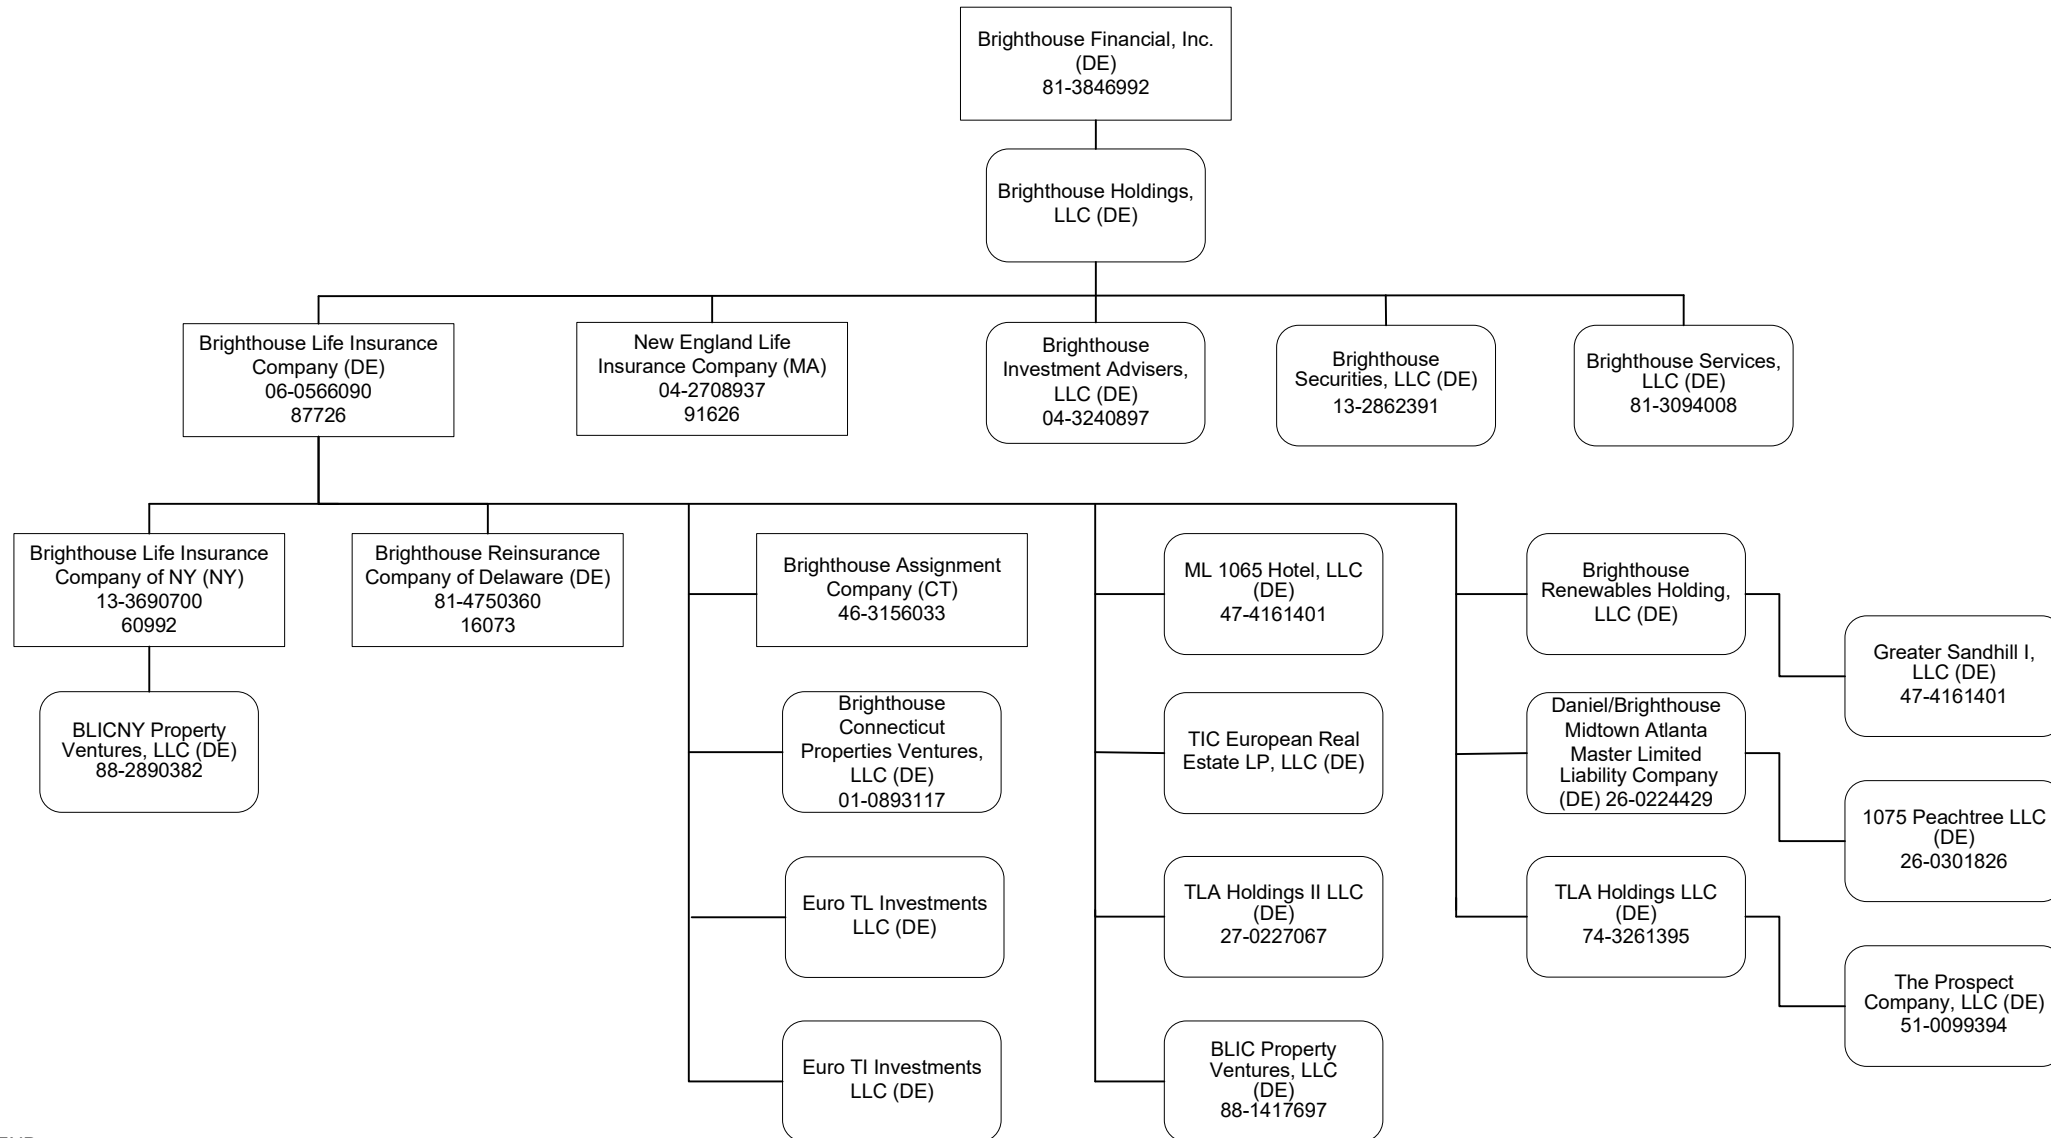 Brighthouse Financial, Inc.
(DE)
81-3846992
Brighthouse Holdings,
LLC (DE)
Brighthouse Life Insurance
Company (DE)
06-0566090
87726
New England Life
Insurance Company (MA)
04-2708937
91626
Brighthouse
Investment Advisers,
LLC (DE)
04-3240897
Brighthouse
Securities, LLC (DE)
13-2862391
Brighthouse Services,
LLC (DE)
81-3094008
Brighthouse Life Insurance
Company of NY (NY)
13-3690700
60992
Brighthouse Reinsurance
Company of Delaware (DE)
81-4750360
16073
Brighthouse Assignment
Company (CT)
46-3156033
ML 1065 Hotel, LLC
(DE)
47-4161401
Brighthouse
Renewables Holding,
LLC (DE)
Greater Sandhill I,
LLC (DE)
47-4161401
BLICNY Property
Ventures, LLC (DE)
88-2890382
Brighthouse
Connecticut
Properties Ventures,
LLC (DE)
01-0893117
TIC European Real
Estate LP, LLC (DE)
Daniel/Brighthouse
Midtown Atlanta
Master Limited
Liability Company
(DE) 26-0224429
1075 Peachtree LLC
(DE)
26-0301826
Euro TL Investments
LLC (DE)
TLA Holdings II LLC
(DE)
27-0227067
TLA Holdings LLC
(DE)
74-3261395
The Prospect
Company, LLC (DE)
51-0099394
Euro TI Investments
LLC (DE)
BLIC Property
Ventures, LLC
(DE)
88-1417697